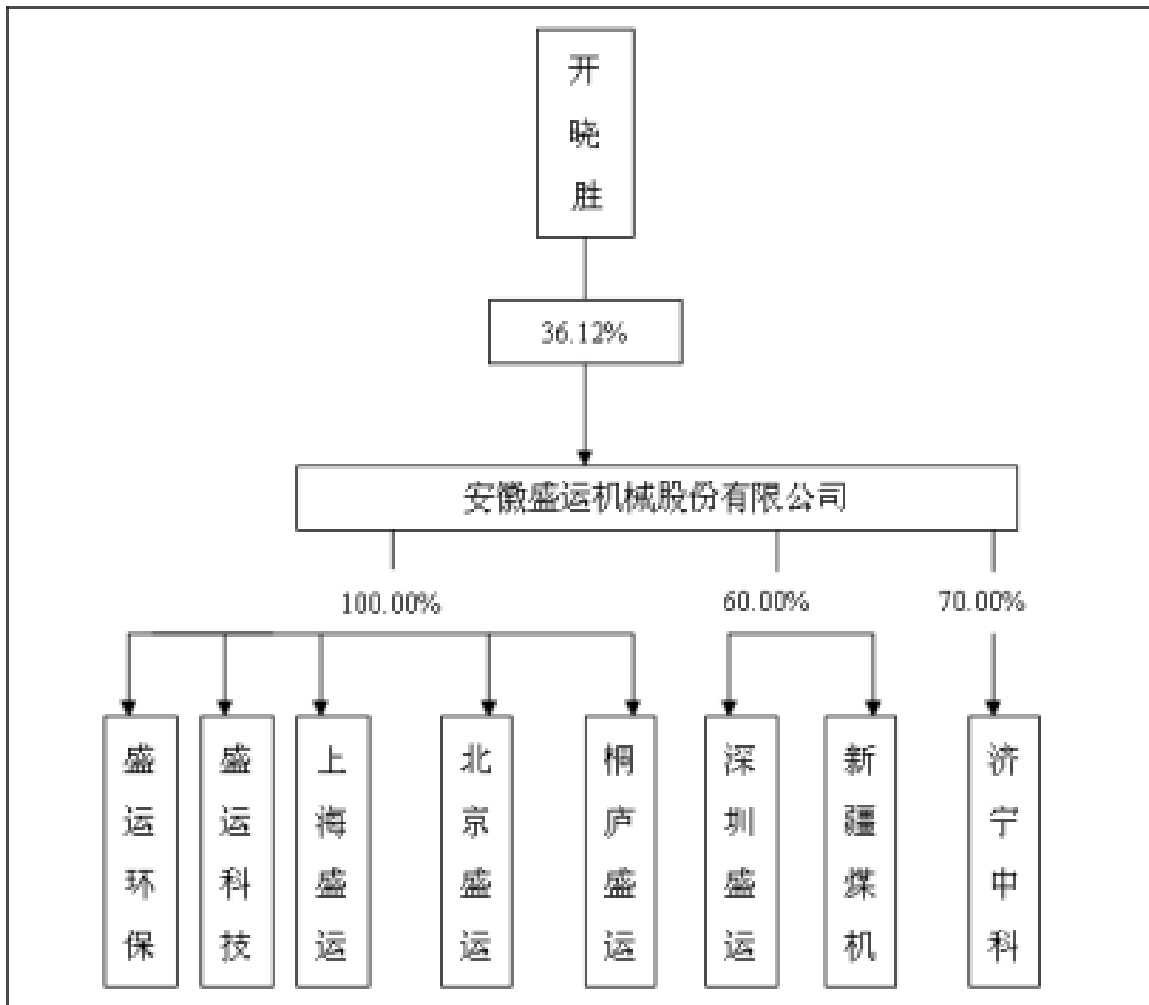 开晓胜
36.12%
安徽盛运机械股份有限公司
100.00%
60.00%
70.00%
盛运环保
盛运科技
上海盛运
北京盛运
桐庐盛运
深圳盛运
新疆煤机
济宁中科